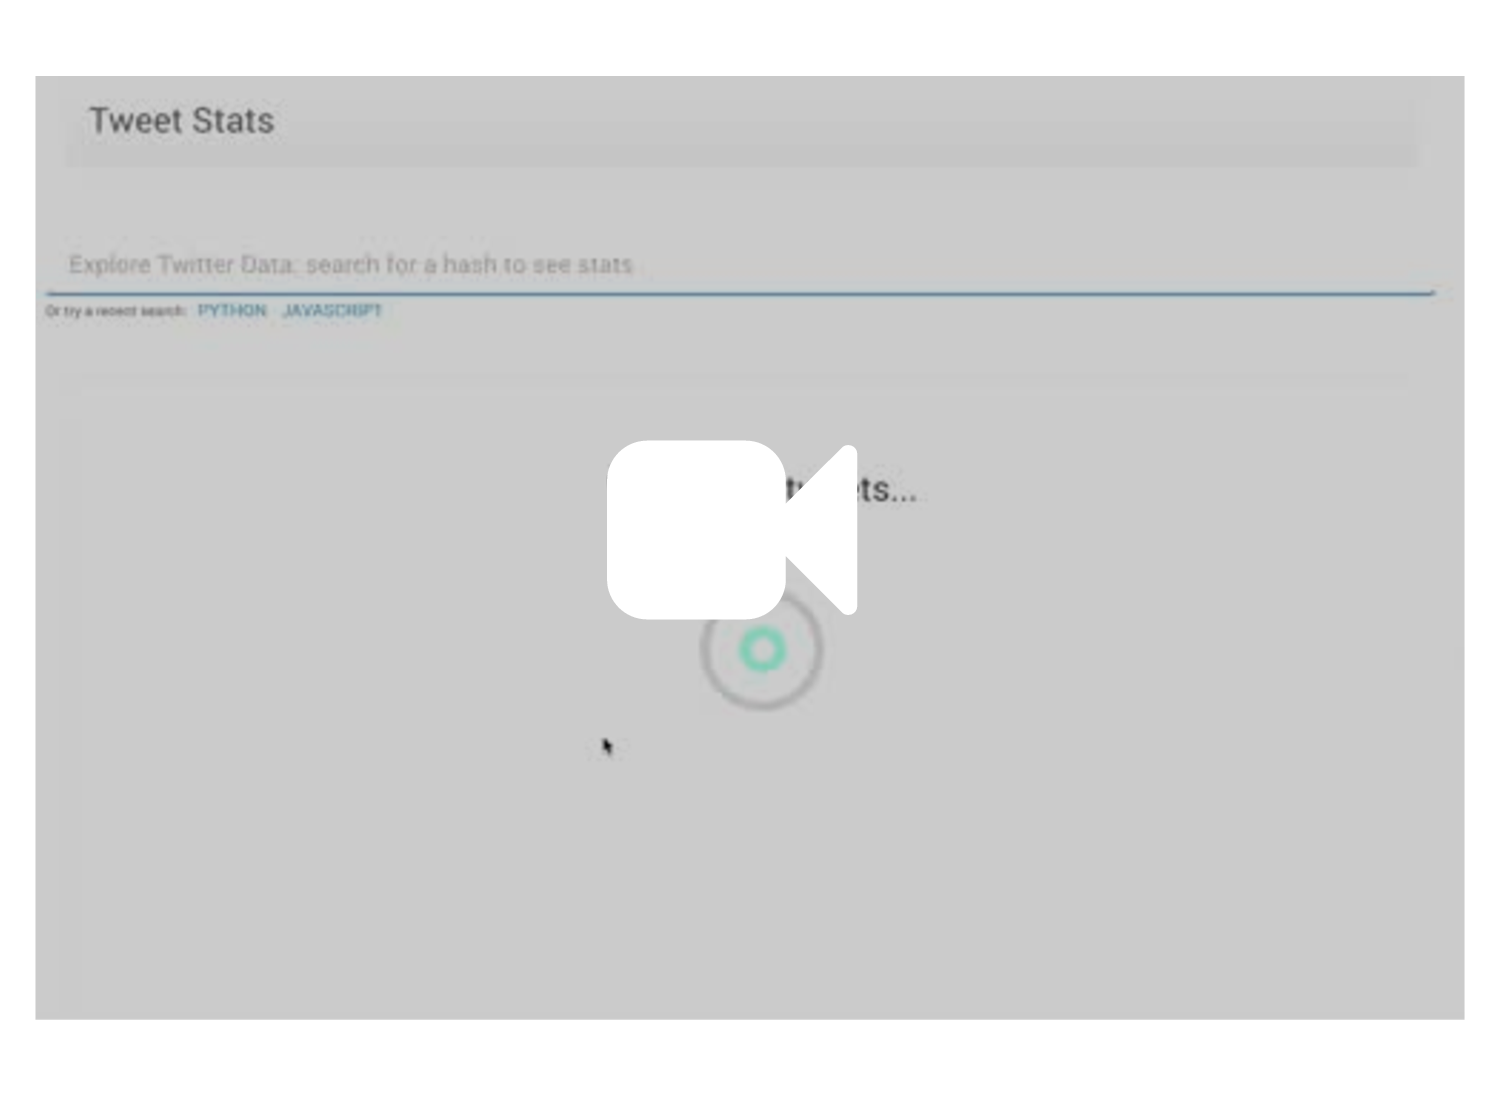 Tweet Stats
Explore Twitter Data: search for a hash to see stats
Or try a recent search: PYTHON JAVASCRIPT